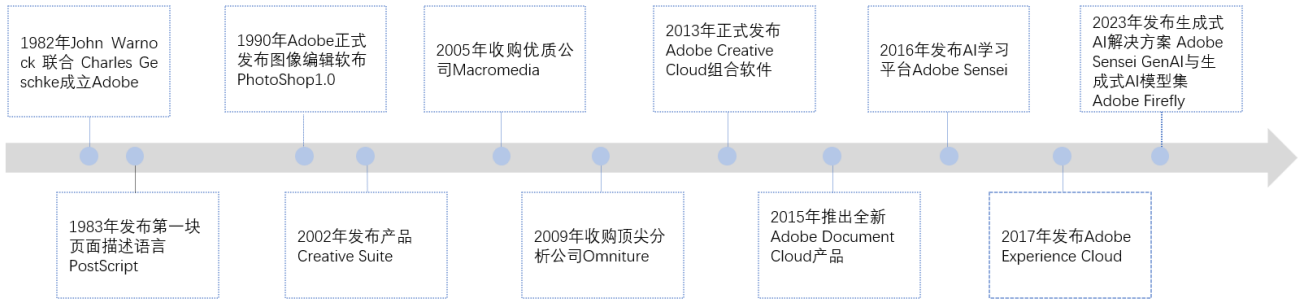 1982年John Warno
ck 联合 Charles Ge
schke成立Adobe
1990年Adobe正式
发布图像编辑软布
PhotoShop1.0
2005年收购优质公
司Macromedia
2013年正式发布
Adobe Creative
Cloud组合软件
2016年发布AI学习
平台Adobe Sensei
2023年发布生成式
AI解决方案 Adobe
Sensei GenAI与生
成式AI模型集
Adobe Firefly
1983年发布第一块
页面描述语言
PostScript
2002年发布产品
Creative Suite
2009年收购顶尖分
析公司Omniture
2015年推出全新
Adobe Document
Cloud产品
2017年发布Adobe
Experience Cloud